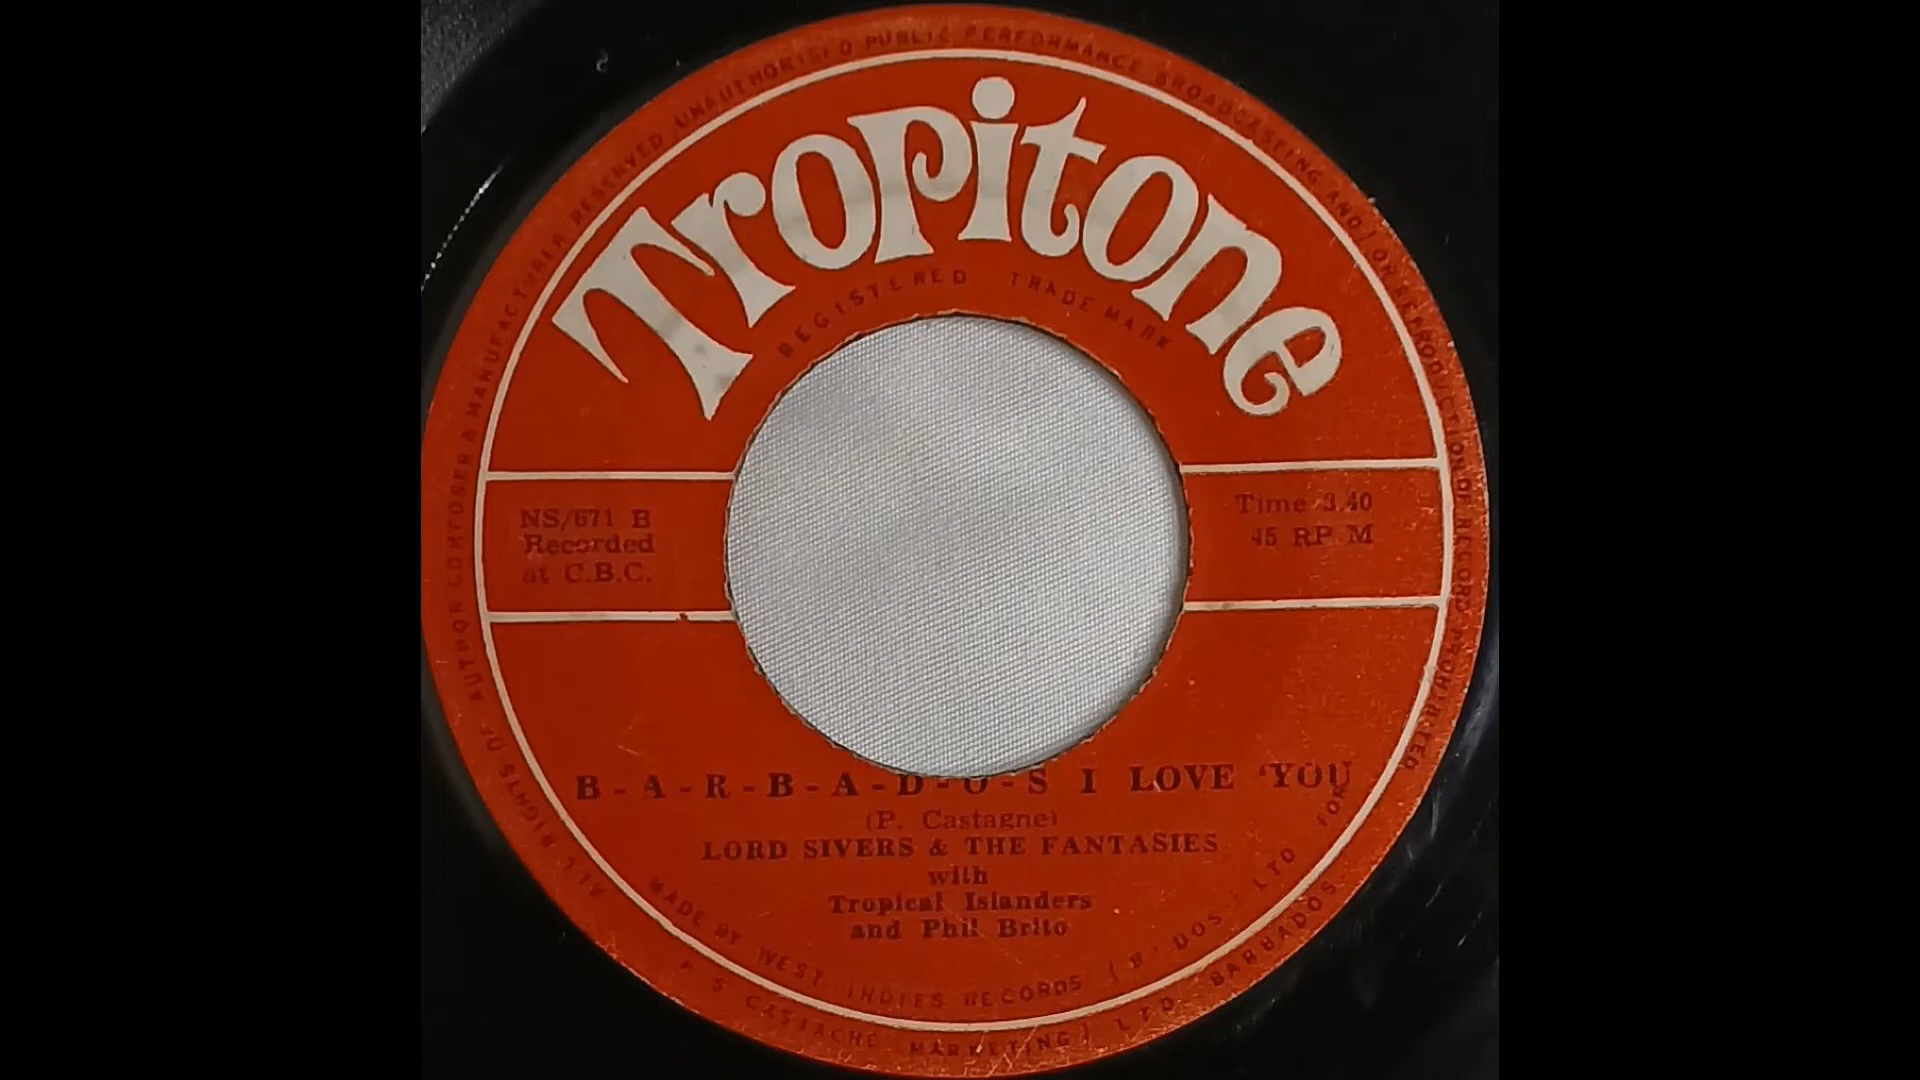 ALL RIGHTS OF AUTHOR COMPOSER & MANUFACTURER RESERVED UNAUTHORISED PUBLIC PERFORMANCE BROADCASTING AND/OR REPRODUCTION OF RECORD PROHIBITED
Tropitone
REGISTERED TRADE MARK
NS/671 B
Recorded
at C.B.C.
Time 3.40
45 RPM
B-A-R-B-A-D-O-S I LOVE 'YOU
(P. Castagne)
LORD SIVERS & THE FANTASIES
with
Tropical Islanders
and Phil Brito
MADE BY WEST INDIES RECORDS (B'DOS) LTD FOR
P S CASTAGNE MARKETING) LTD BARBADOS